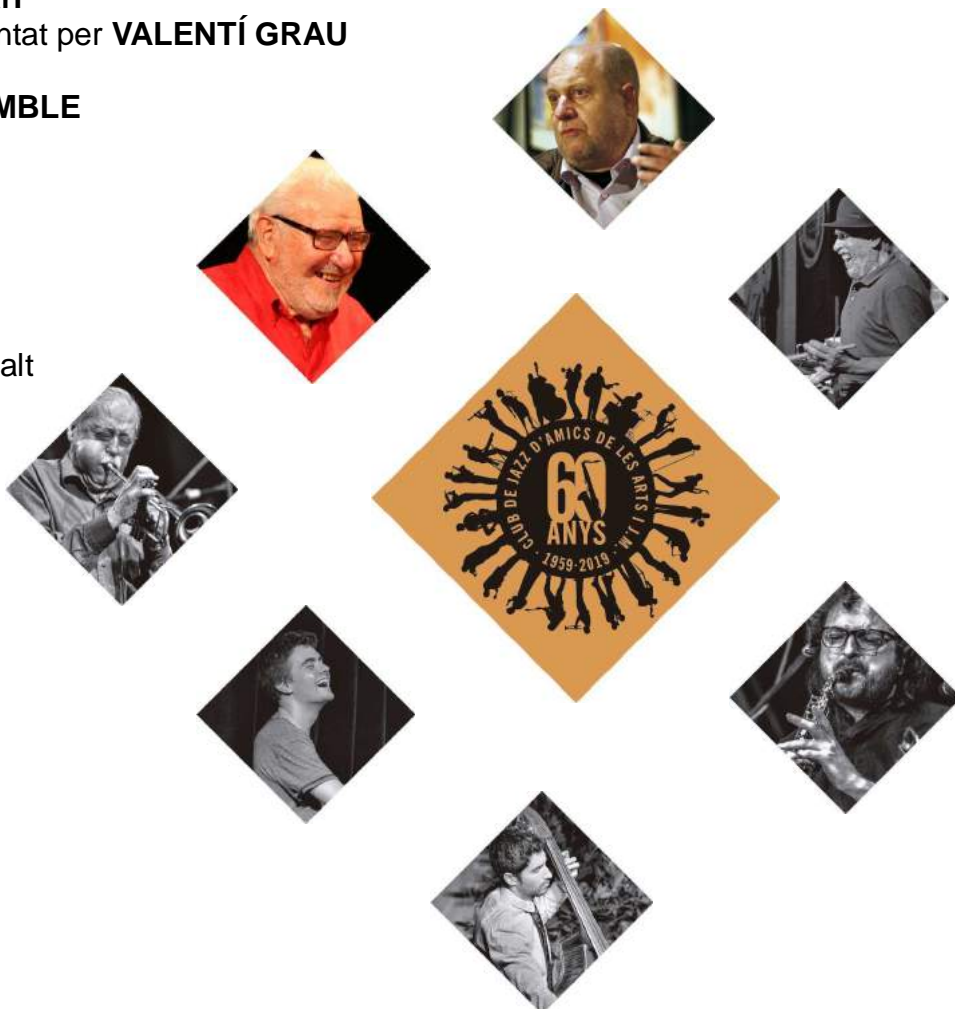 ntat per VALENTÍ GRAU
MBLE
alt
CLUB DE JAZZ D'AMICS DE LES ARTS I J.M.
60
ANYS
· 1959-2019 ·